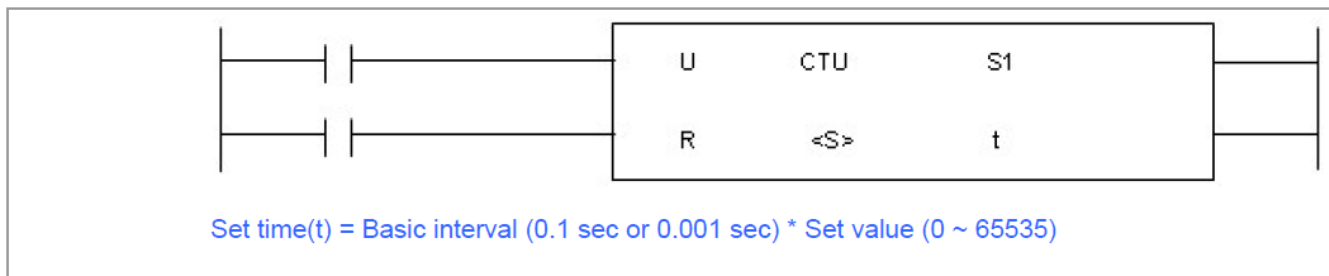 U CTU S1
R <S> t
Set time(t) = Basic interval (0.1 sec or 0.001 sec) * Set value (0 ~ 65535)